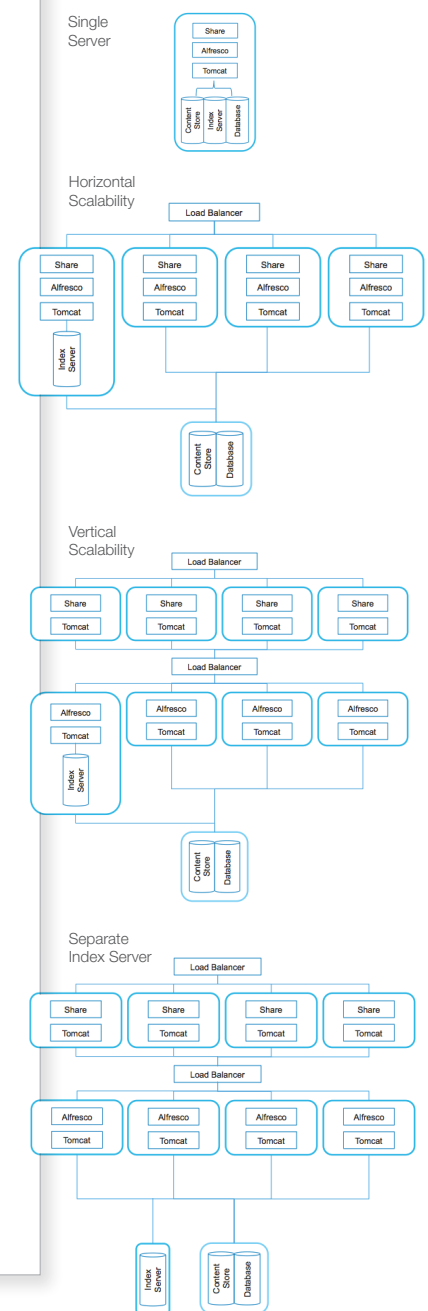 Single
Server
Share
Alfresco
Tomcat
Content
Store
Index
Server
Database
Horizontal
Scalability
Load Balancer
Share
Share
Share
Share
Alfresco
Alfresco
Alfresco
Alfresco
Tomcat
Tomcat
Tomcat
Tomcat
Index
Server
Content
Store
Database
Vertical
Scalability
Load Balancer
Share
Share
Share
Share
Tomcat
Tomcat
Tomcat
Tomcat
Load Balancer
Alfresco
Alfresco
Alfresco
Alfresco
Tomcat
Tomcat
Tomcat
Tomcat
Index
Server
Content
Store
Database
Separate
Index Server
Load Balancer
Share
Share
Share
Share
Tomcat
Tomcat
Tomcat
Tomcat
Load Balancer
Alfresco
Alfresco
Alfresco
Alfresco
Tomcat
Tomcat
Tomcat
Tomcat
Index
Server
Content
Store
Database